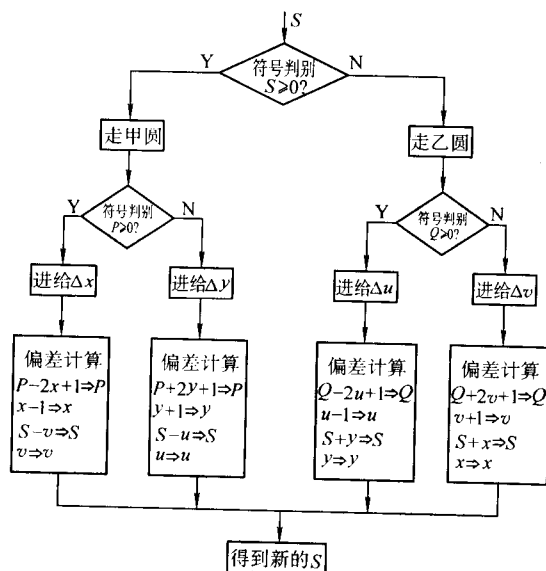 S
符号判别
S≥0?
Y
N
走甲圆
走乙圆
符号判别
P≥0?
Y
N
符号判别
Q≥0?
Y
N
进给Δx
进给Δy
进给Δu
进给Δv
偏差计算
P-2x+1⇒P
x-1⇒x
S-v⇒S
v⇒v
偏差计算
P+2y+1⇒P
y+1⇒y
S-u⇒S
u⇒u
偏差计算
Q-2u+1⇒Q
u-1⇒u
S+y⇒S
y⇒y
偏差计算
Q+2v+1⇒Q
v+1⇒v
S+x⇒S
x⇒x
得到新的S